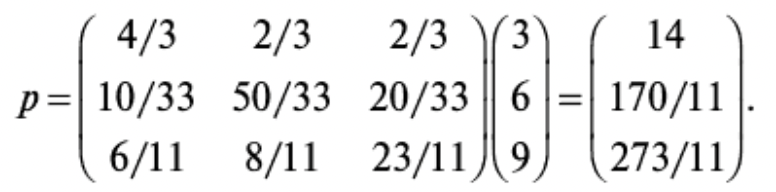 p = ( 4/3 2/3 2/3 ) ( 3 ) = ( 14 )
( 10/33 50/33 20/33 ) ( 6 ) ( 170/11 ) .
( 6/11 8/11 23/11 ) ( 9 ) ( 273/11 )